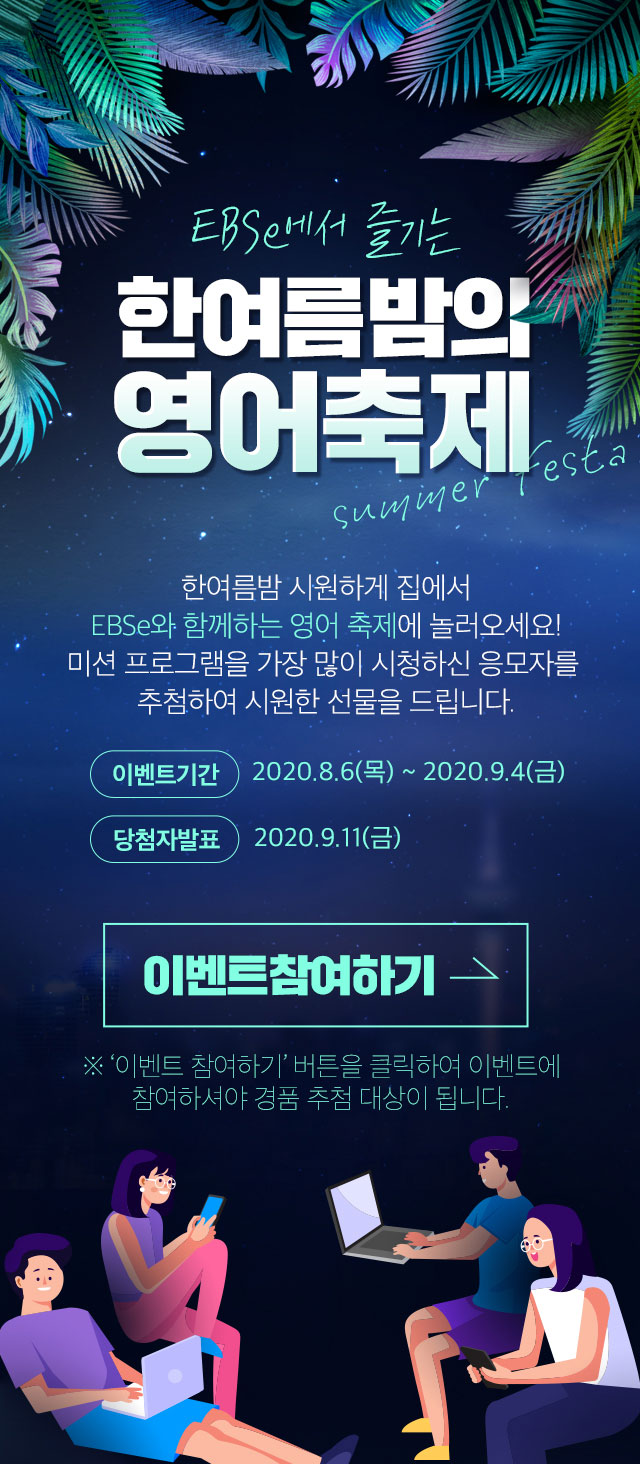 EBSe에서 즐기는
한여름밤의
영어축제
summer festa
한여름밤 시원하게 집에서
EBSe와 함께하는 영어 축제에 놀러오세요!
미션 프로그램을 가장 많이 시청하신 응모자를
추첨하여 시원한 선물을 드립니다.
이벤트기간 2020.8.6(목) ~ 2020.9.4(금)
당첨자발표 2020.9.11(금)
이벤트참여하기
※ ‘이벤트 참여하기’ 버튼을 클릭하여 이벤트에
참여하셔야 경품 추첨 대상이 됩니다.